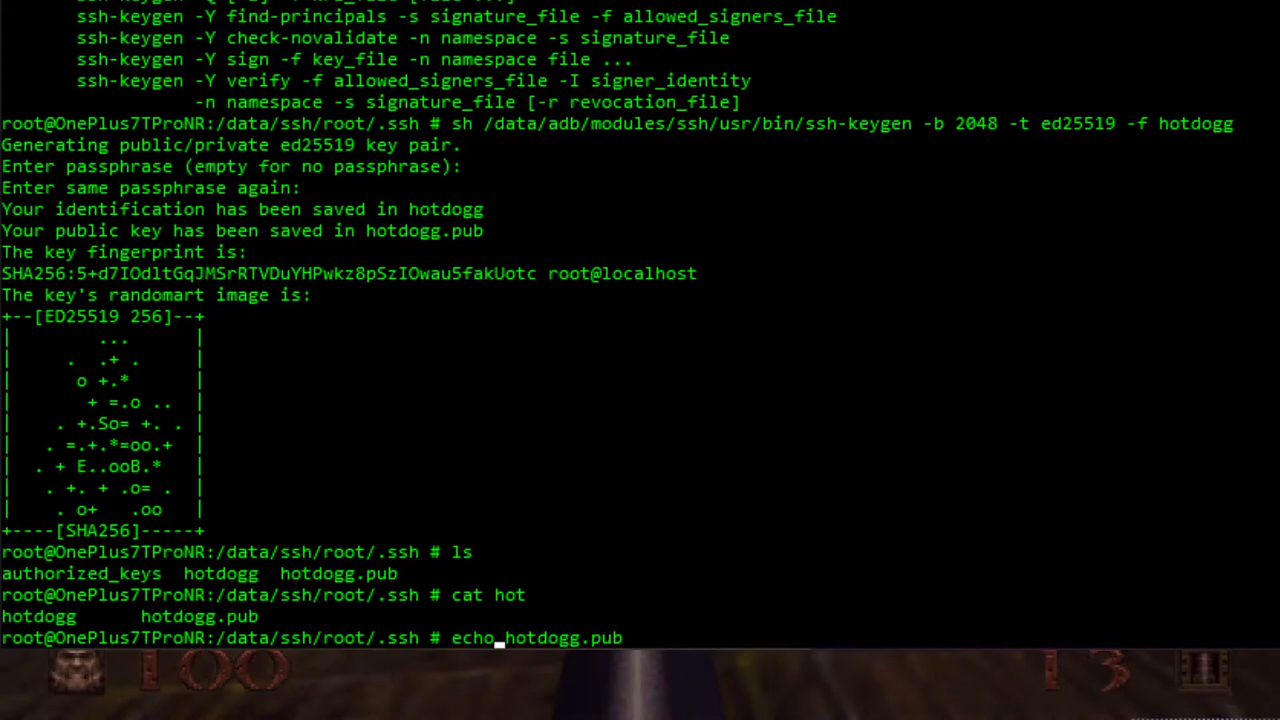 ssh-keygen -Y find-principals -s signature_file -f allowed_signers_file
ssh-keygen -Y check-novalidate -n namespace -s signature_file
ssh-keygen -Y sign -f key_file -n namespace file ...
ssh-keygen -Y verify -f allowed_signers_file -I signer_identity
-n namespace -s signature_file [-r revocation_file]
root@OnePlus7TProNR:/data/ssh/root/.ssh # sh /data/adb/modules/ssh/usr/bin/ssh-keygen -b 2048 -t ed25519 -f hotdogg
Generating public/private ed25519 key pair.
Enter passphrase (empty for no passphrase):
Enter same passphrase again:
Your identification has been saved in hotdogg
Your public key has been saved in hotdogg.pub
The key fingerprint is:
SHA256:5+d7IOdltGqJMSrRTVDuYHPwkz8pSzIOwau5fakUotc root@localhost
The key's randomart image is:
+--[ED25519 256]--+
|        ...      |
|     .  .+ .     |
|      o +.*      |
|       + =.o ..  |
|    . +.So= +. . |
|   . =.+.*=oo.+  |
|  . + E..ooB.*   |
|   . +. + .o= .  |
|    . o+   .oo   |
+----[SHA256]-----+
root@OnePlus7TProNR:/data/ssh/root/.ssh # ls
authorized_keys  hotdogg  hotdogg.pub
root@OnePlus7TProNR:/data/ssh/root/.ssh # cat hot
hotdogg      hotdogg.pub
root@OnePlus7TProNR:/data/ssh/root/.ssh # echo hotdogg.pub
100 13